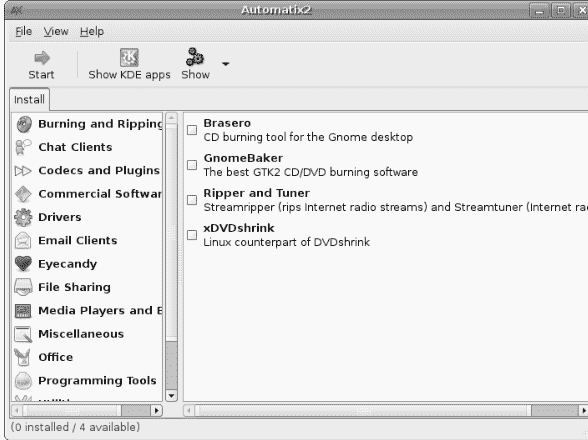 Automatix2
File View Help
Start Show KDE apps Show
Install
Burning and Ripping
Chat Clients
Codecs and Plugins
Commercial Softwar
Drivers
Email Clients
Eyecandy
File Sharing
Media Players and E
Miscellaneous
Office
Programming Tools
Brasero
CD burning tool for the Gnome desktop
GnomeBaker
The best GTK2 CD/DVD burning software
Ripper and Tuner
Streamripper (rips Internet radio streams) and Streamtuner (Internet ra
xDVDshrink
Linux counterpart of DVDshrink
(0 installed / 4 available)